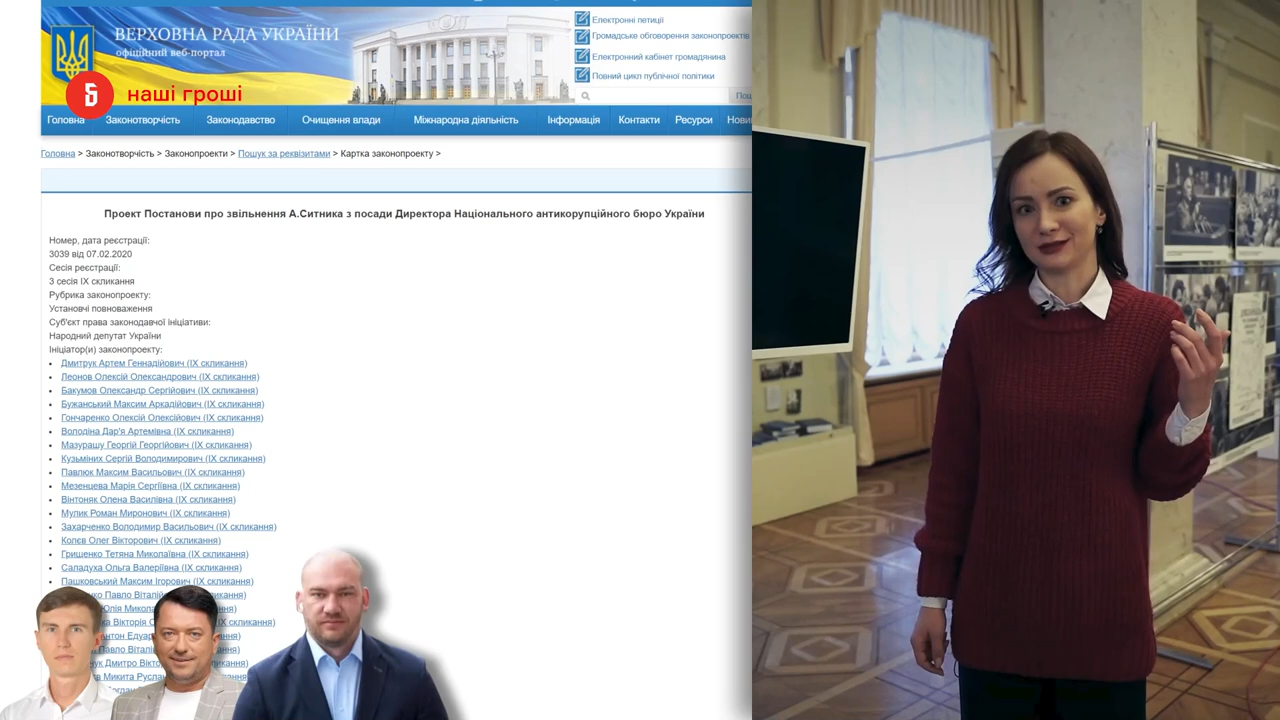 ВЕРХОВНА РАДА УКРАЇНИ
офіційний веб-портал
Б наші гроші
Електронні петиції
Громадське обговорення законопроектів
Електронний кабінет громадянина
Повний цикл публічної політики
Головна Законотворчість Законодавство Очищення влади Міжнародна діяльність Інформація Контакти Ресурси
Головна > Законотворчість > Законопроекти > Пошук за реквізитами > Картка законопроекту >
Проект Постанови про звільнення А.Ситника з посади Директора Національного антикорупційного бюро України
Номер, дата реєстрації:
3039 від 07.02.2020
Сесія реєстрації:
3 сесія IX скликання
Рубрика законопроекту:
Установчі повноваження
Суб'єкт права законодавчої ініціативи:
Народний депутат України
Ініціатор(и) законопроекту:
Дмитрук Артем Геннадійович (IX скликання)
Леонов Олексій Олександрович (IX скликання)
Бакумов Олександр Сергійович (IX скликання)
Бужанський Максим Аркадійович (IX скликання)
Гончаренко Олексій Олексійович (IX скликання)
Володіна Дар'я Артемівна (IX скликання)
Мазурашу Георгій Георгійович (IX скликання)
Кузьміних Сергій Володимирович (IX скликання)
Павлюк Максим Васильович (IX скликання)
Мезенцева Марія Сергіївна (IX скликання)
Вінтоняк Олена Василівна (IX скликання)
Мулик Роман Миронович (IX скликання)
Захарченко Володимир Васильович (IX скликання)
Колєв Олег Вікторович (IX скликання)
Грищенко Тетяна Миколаївна (IX скликання)
Саладуха Ольга Валеріївна (IX скликання)
Пашковський Максим Ігорович (IX скликання)
Павло
Юлія
Вікторія скликання)
Павло
Дмитро
Микита